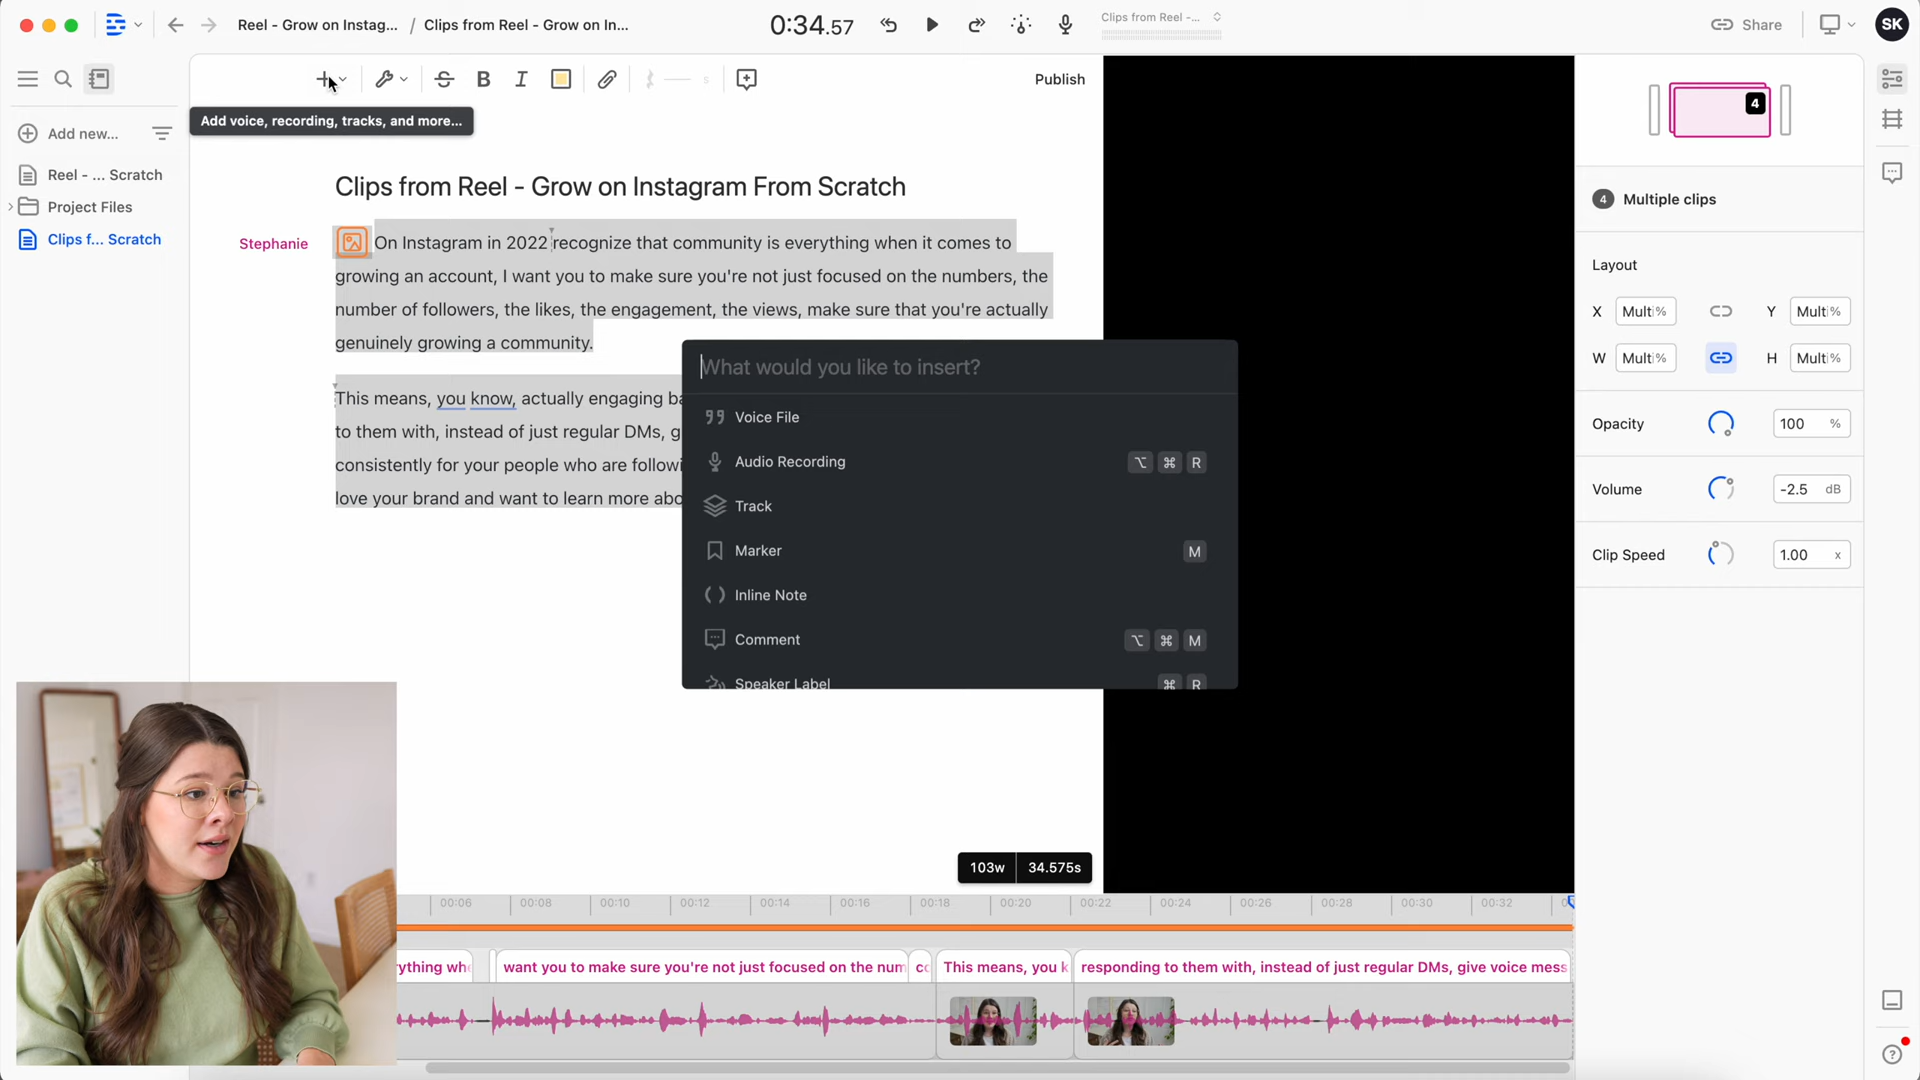 Reel - Grow on Instag... / Clips from Reel - Grow on In...
0:34.57
Clips from Reel -...
Share
SK
Publish
Add voice, recording, tracks, and more...
Add new...
Reel - ... Scratch
Project Files
Clips f... Scratch
Clips from Reel - Grow on Instagram From Scratch
Stephanie
On Instagram in 2022 recognize that community is everything when it comes to
growing an account, I want you to make sure you're not just focused on the numbers, the
number of followers, the likes, the engagement, the views, make sure that you're actually
genuinely growing a community.
This means, you know, actually engaging ba
to them with, instead of just regular DMs, g
consistently for your people who are followi
love your brand and want to learn more abo
What would you like to insert?
Voice File
Audio Recording ⌥ ⌘ R
Track
Marker M
Inline Note
Comment ⌥ ⌘ M
Speaker Label ⌘ R
4
4 Multiple clips
Layout
X Multi% Y Multi%
W Multi% H Multi%
Opacity 100 %
Volume -2.5 dB
Clip Speed 1.00 x
103w 34.575s
00:06 00:08 00:10 00:12 00:14 00:16 00:18 00:20 00:22 00:24 00:26 00:28 00:30 00:32
rything whe want you to make sure you're not just focused on the num co This means, you k responding to them with, instead of just regular DMs, give voice mess